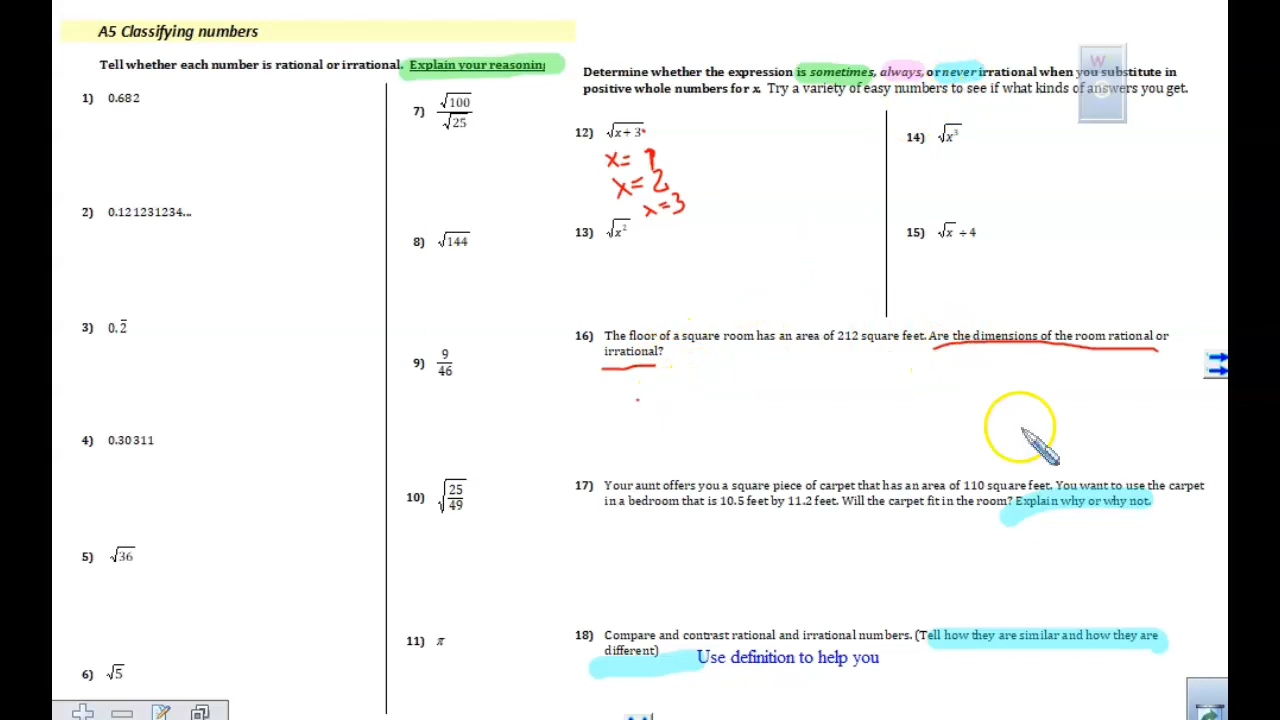 A5 Classifying numbers
Tell whether each number is rational or irrational. Explain your reasoning
1) 0.682
2) 0.121231234...
3) 0.2̅
4) 0.30311
5) √36
6) √5
7) √100/√25
8) √144
9) 9/46
10) √(25/49)
11) π
Determine whether the expression is sometimes, always, or never irrational when you substitute in
positive whole numbers for x. Try a variety of easy numbers to see if what kinds of answers you get.
12) √(x + 3)
x = 1
x = 2
x = 3
13) √(x²)
14) √(x³)
15) √x ÷ 4
16) The floor of a square room has an area of 212 square feet. Are the dimensions of the room rational or
irrational?
17) Your aunt offers you a square piece of carpet that has an area of 110 square feet. You want to use the carpet
in a bedroom that is 10.5 feet by 11.2 feet. Will the carpet fit in the room? Explain why or why not.
18) Compare and contrast rational and irrational numbers. (Tell how they are similar and how they are
different) Use definition to help you
W